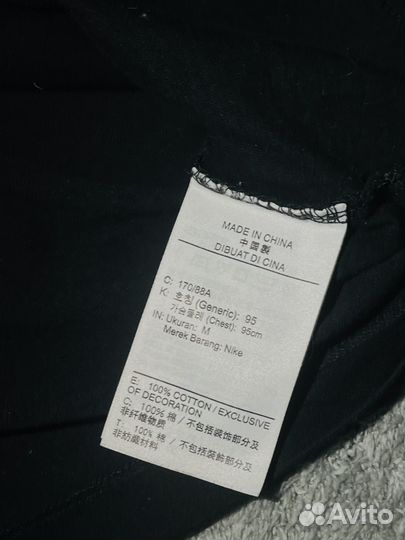 MADE IN CHINA
中国製
DIBUAT DI CINA
C: 170/88A
K: 호칭 (Generic): 95
가슴둘레 (Chest): 95cm
IN: Ukuran: M
Merek Barang: Nike
E: 100% COTTON / EXCLUSIVE
OF DECORATION
C: 100% 棉 / 不包括装饰部分及
非纤维物质
T: 100% 棉 / 不包括裝飾部分及
非紡織材料
Avito